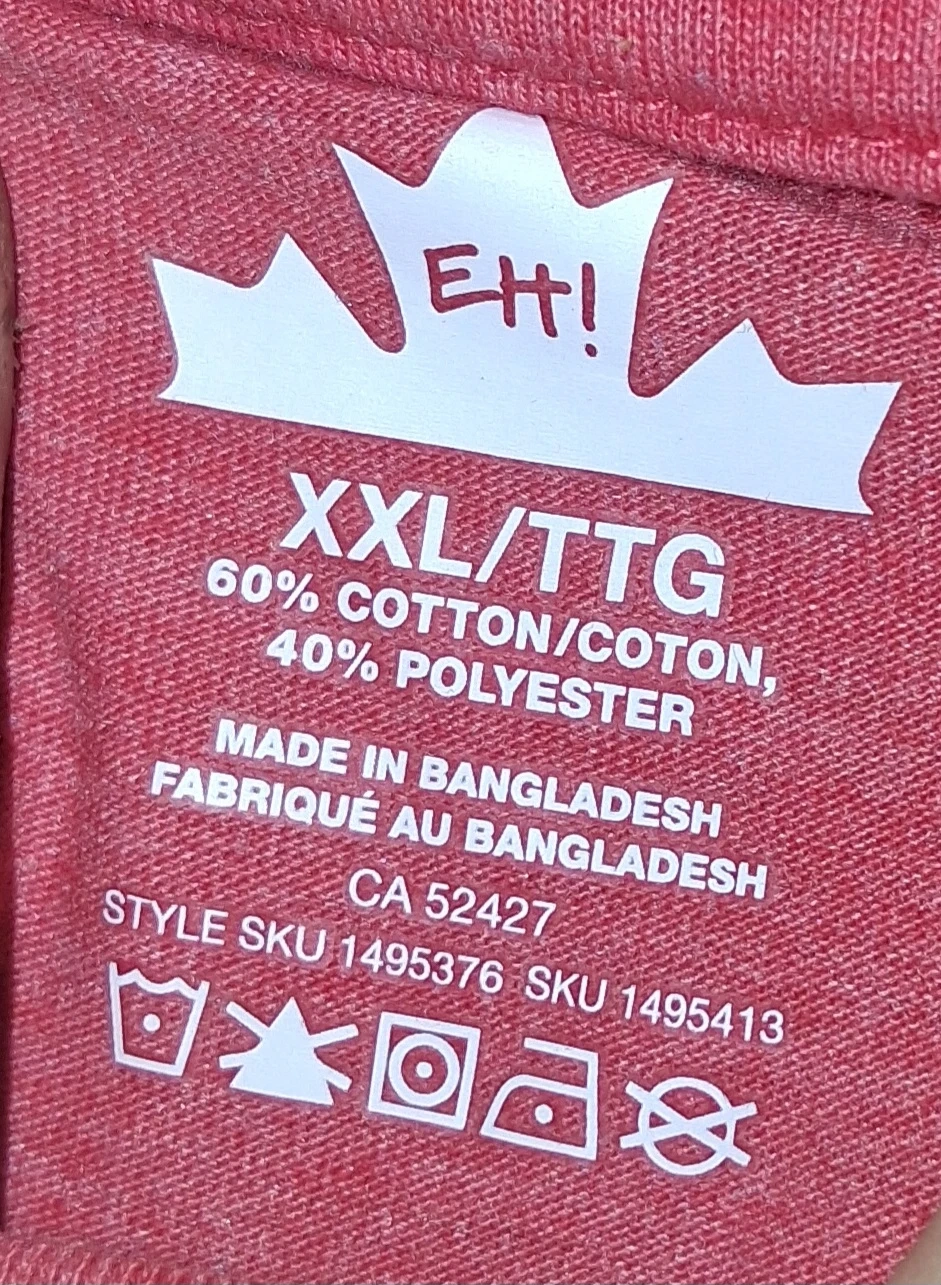 EH!
XXL/TTG
60% COTTON/COTON,
40% POLYESTER
MADE IN BANGLADESH
FABRIQUÉ AU BANGLADESH
CA 52427
STYLE SKU 1495376 SKU 1495413